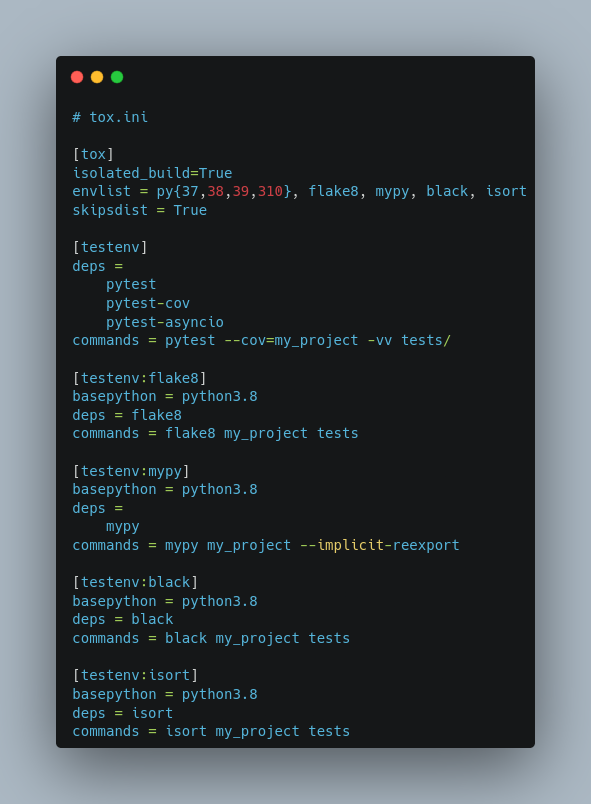 # tox.ini

[tox]
isolated_build=True
envlist = py{37,38,39,310}, flake8, mypy, black, isort
skipsdist = True

[testenv]
deps =
    pytest
    pytest-cov
    pytest-asyncio
commands = pytest --cov=my_project -vv tests/

[testenv:flake8]
basepython = python3.8
deps = flake8
commands = flake8 my_project tests

[testenv:mypy]
basepython = python3.8
deps =
    mypy
commands = mypy my_project --implicit-reexport

[testenv:black]
basepython = python3.8
deps = black
commands = black my_project tests

[testenv:isort]
basepython = python3.8
deps = isort
commands = isort my_project tests